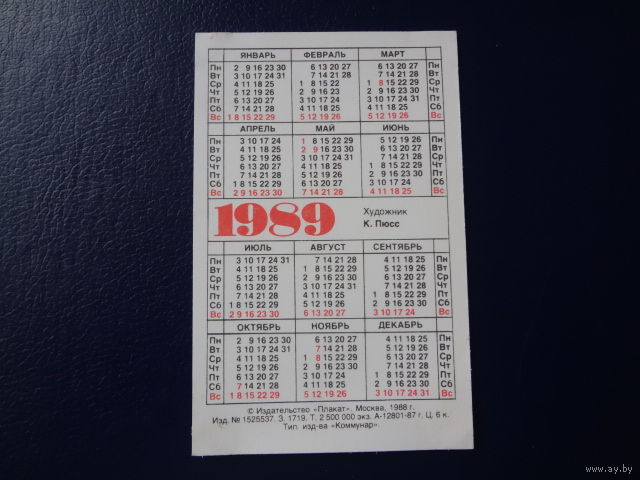 ЯНВАРЬ ФЕВРАЛЬ МАРТ
Пн 2 9 16 23 30 6 13 20 27 6 13 20 27 Пн
Вт 3 10 17 24 31 7 14 21 28 7 14 21 28 Вт
Ср 4 11 18 25 1 8 15 22 1 8 15 22 29 Ср
Чт 5 12 19 26 2 9 16 23 2 9 16 23 30 Чт
Пт 6 13 20 27 3 10 17 24 3 10 17 24 31 Пт
Сб 7 14 21 28 4 11 18 25 4 11 18 25 Сб
Вс 1 8 15 22 29 5 12 19 26 5 12 19 26 Вс
АПРЕЛЬ МАЙ ИЮНЬ
Пн 3 10 17 24 1 8 15 22 29 5 12 19 26 Пн
Вт 4 11 18 25 2 9 16 23 30 6 13 20 27 Вт
Ср 5 12 19 26 3 10 17 24 31 7 14 21 28 Ср
Чт 6 13 20 27 4 11 18 25 1 8 15 22 29 Чт
Пт 7 14 21 28 5 12 19 26 2 9 16 23 30 Пт
Сб 1 8 15 22 29 6 13 20 27 3 10 17 24 Сб
Вс 2 9 16 23 30 7 14 21 28 4 11 18 25 Вс
1989 Художник
К. Пюсс
ИЮЛЬ АВГУСТ СЕНТЯБРЬ
Пн 3 10 17 24 31 7 14 21 28 4 11 18 25 Пн
Вт 4 11 18 25 1 8 15 22 29 5 12 19 26 Вт
Ср 5 12 19 26 2 9 16 23 30 6 13 20 27 Ср
Чт 6 13 20 27 3 10 17 24 31 7 14 21 28 Чт
Пт 7 14 21 28 4 11 18 25 1 8 15 22 29 Пт
Сб 1 8 15 22 29 5 12 19 26 2 9 16 23 30 Сб
Вс 2 9 16 23 30 6 13 20 27 3 10 17 24 Вс
ОКТЯБРЬ НОЯБРЬ ДЕКАБРЬ
Пн 2 9 16 23 30 6 13 20 27 4 11 18 25 Пн
Вт 3 10 17 24 31 7 14 21 28 5 12 19 26 Вт
Ср 4 11 18 25 1 8 15 22 29 6 13 20 27 Ср
Чт 5 12 19 26 2 9 16 23 30 7 14 21 28 Чт
Пт 6 13 20 27 3 10 17 24 1 8 15 22 29 Пт
Сб 7 14 21 28 4 11 18 25 2 9 16 23 30 Сб
Вс 1 8 15 22 29 5 12 19 26 3 10 17 24 31 Вс
© Издательство «Плакат». Москва, 1988 г.
Изд. № 1525537. З. 1719. Т. 2 500 000 экз. А-12801-87 г. Ц. 6 к.
Тип. изд-ва «Коммунар».
www.ay.by